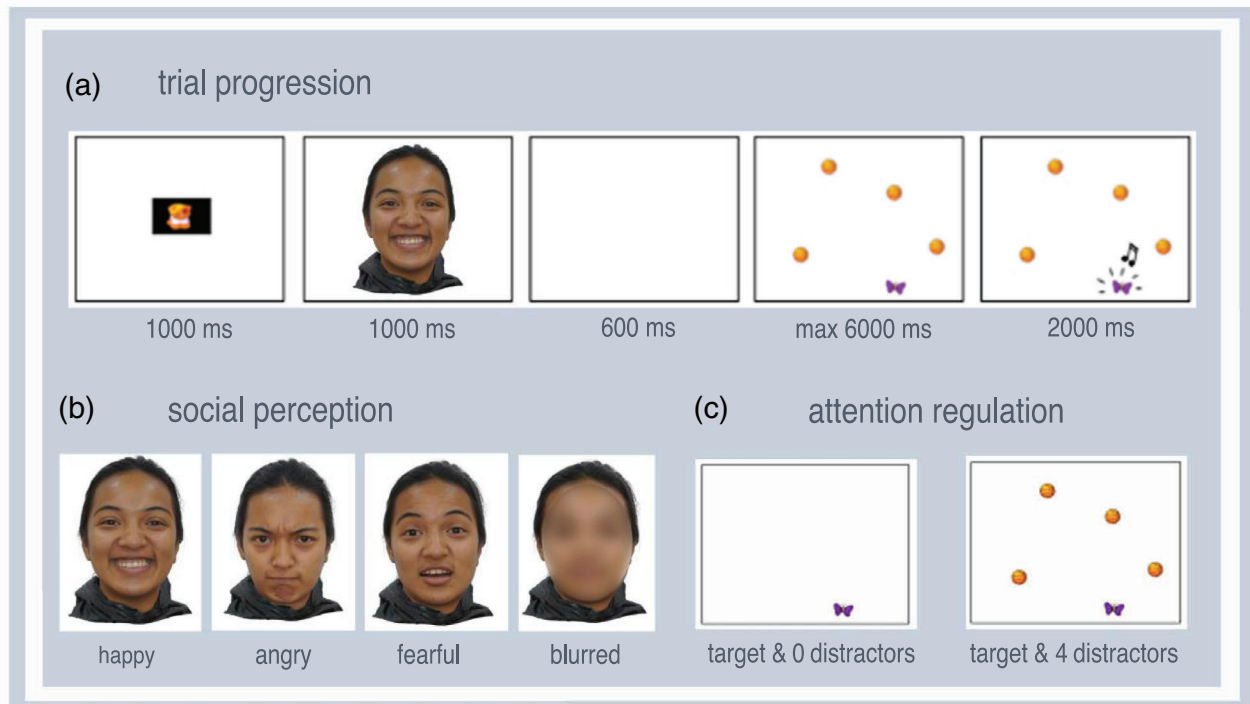 (a) trial progression
1000 ms 1000 ms 600 ms max 6000 ms 2000 ms
(b) social perception
(c) attention regulation
happy angry fearful blurred
target & 0 distractors target & 4 distractors